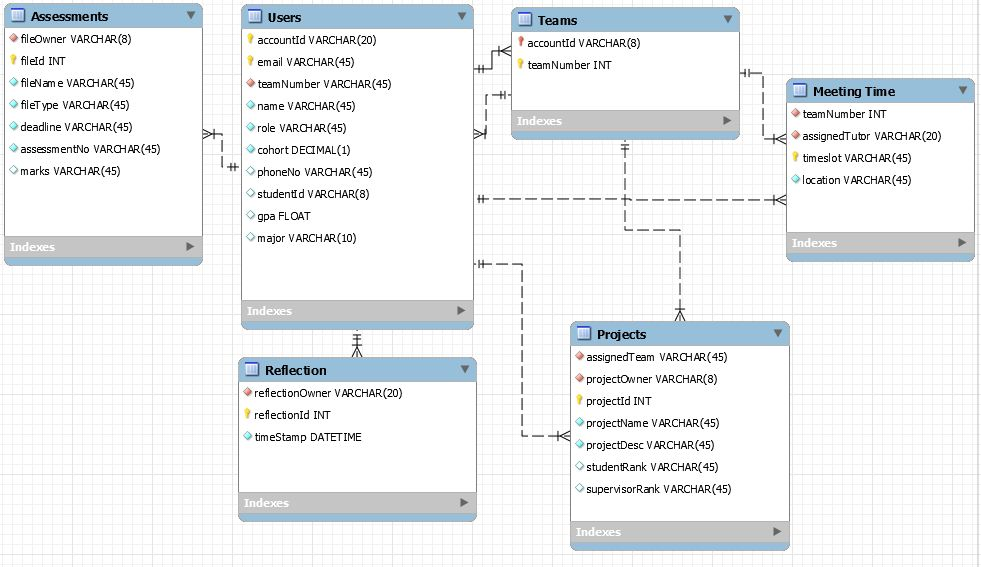 Assessments
fileOwner VARCHAR(8)
fileId INT
fileName VARCHAR(45)
fileType VARCHAR(45)
deadline VARCHAR(45)
assessmentNo VARCHAR(45)
marks VARCHAR(45)
Indexes
Users
accountId VARCHAR(20)
email VARCHAR(45)
teamNumber VARCHAR(45)
name VARCHAR(45)
role VARCHAR(45)
cohort DECIMAL(1)
phoneNo VARCHAR(45)
studentId VARCHAR(8)
gpa FLOAT
major VARCHAR(10)
Indexes
Teams
accountId VARCHAR(8)
teamNumber INT
Indexes
Meeting Time
teamNumber INT
assignedTutor VARCHAR(20)
timeslot VARCHAR(45)
location VARCHAR(45)
Indexes
Reflection
reflectionOwner VARCHAR(20)
reflectionId INT
timeStamp DATETIME
Indexes
Projects
assignedTeam VARCHAR(45)
projectOwner VARCHAR(8)
projectId INT
projectName VARCHAR(45)
projectDesc VARCHAR(45)
studentRank VARCHAR(45)
supervisorRank VARCHAR(45)
Indexes